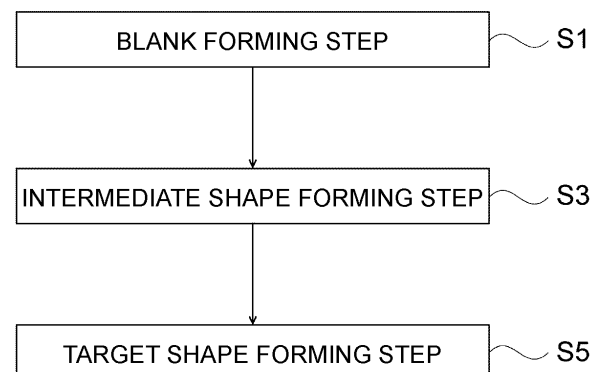 BLANK FORMING STEP S1
INTERMEDIATE SHAPE FORMING STEP S3
TARGET SHAPE FORMING STEP S5